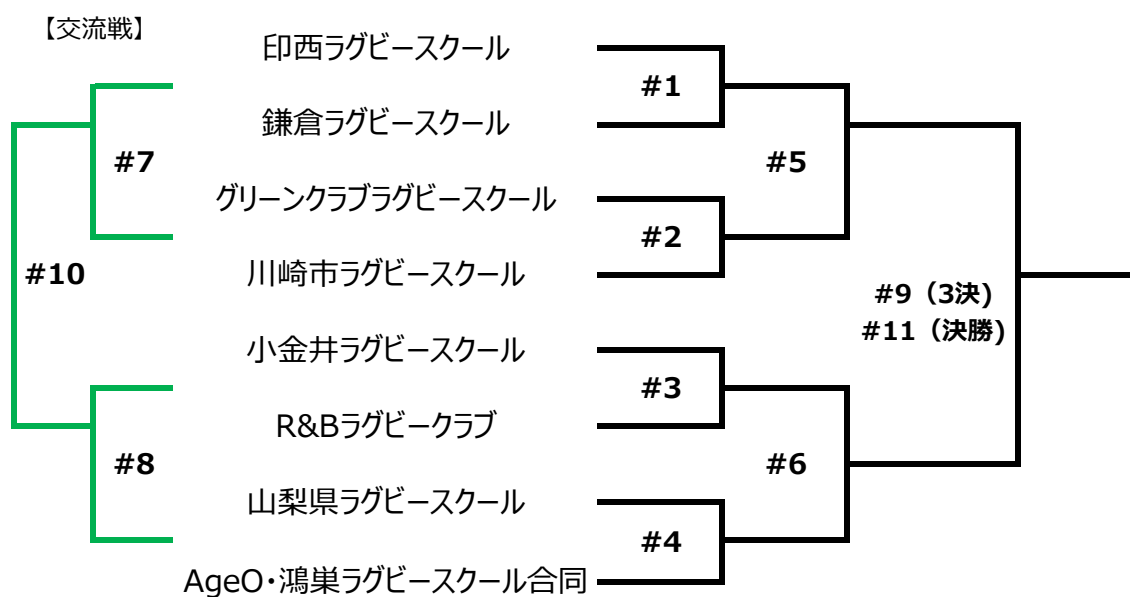 【交流戦】
印西ラグビースクール
#1
鎌倉ラグビースクール
#7
#5
グリーンクラブラグビースクール
#2
川崎市ラグビースクール
#10
#9（3決)
#11（決勝)
小金井ラグビースクール
#3
R&Bラグビークラブ
#8
#6
山梨県ラグビースクール
#4
AgeO・鴻巣ラグビースクール合同